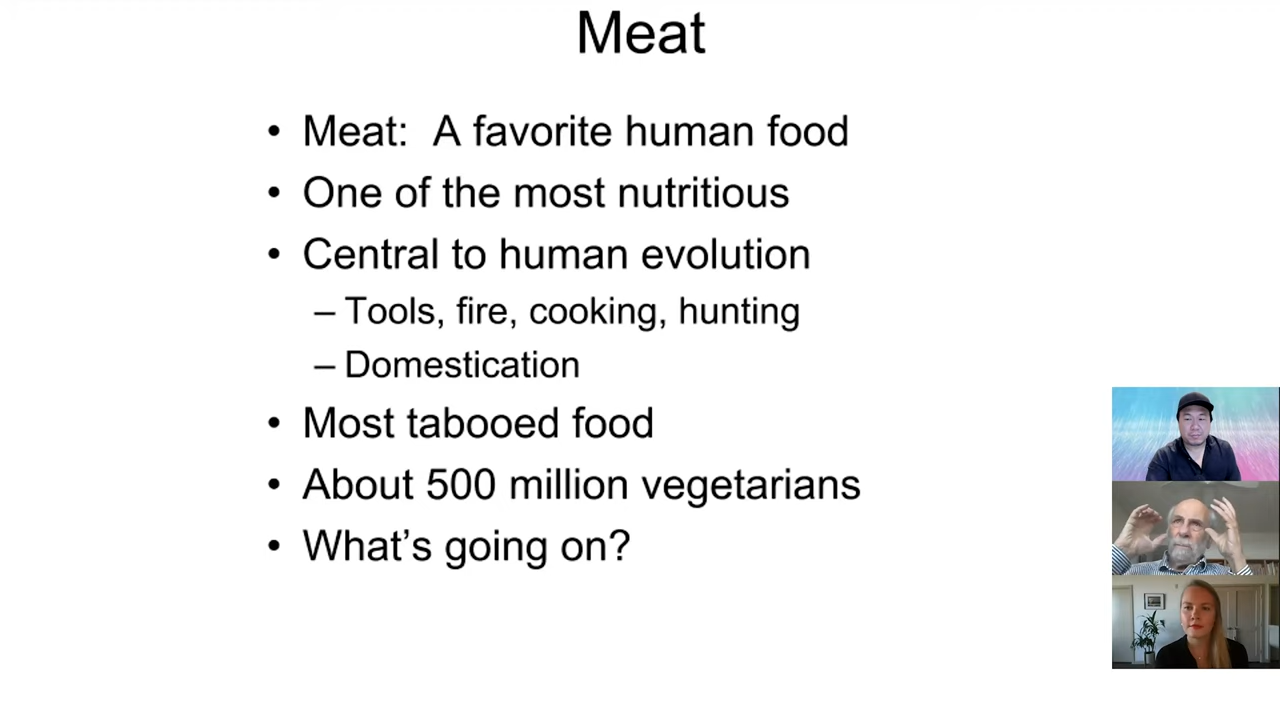 Meat
• Meat: A favorite human food
• One of the most nutritious
• Central to human evolution
– Tools, fire, cooking, hunting
– Domestication
• Most tabooed food
• About 500 million vegetarians
• What’s going on?